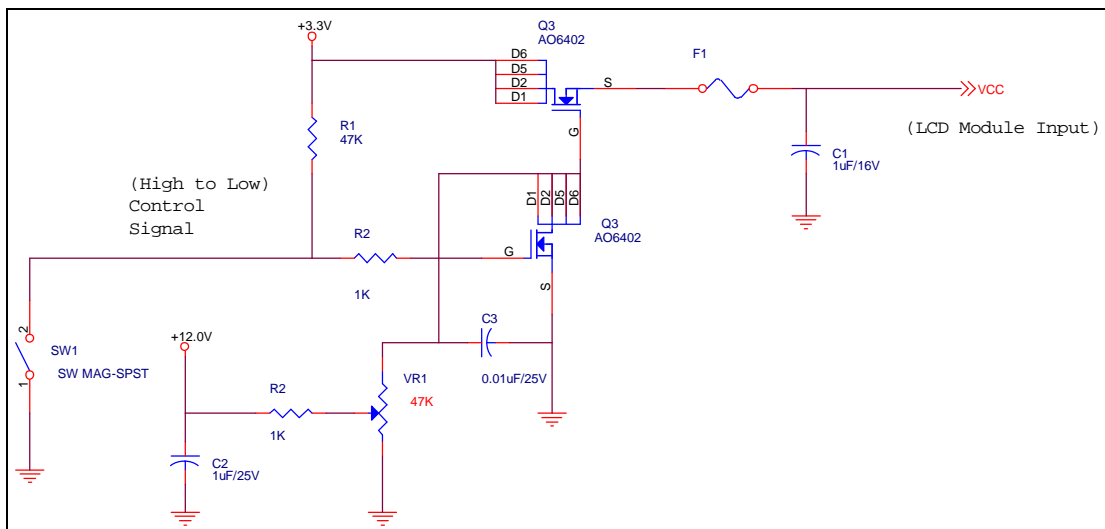 +3.3V
Q3
AO6402
D6
D5
D2
D1
S
G
F1
VCC
(LCD Module Input)
R1
47K
C1
1uF/16V
(High to Low)
Control
Signal
D1
D2
D5
D6
Q3
AO6402
R2
1K
G
S
2
1
SW1
SW MAG-SPST
+12.0V
C3
0.01uF/25V
R2
1K
VR1
47K
C2
1uF/25V